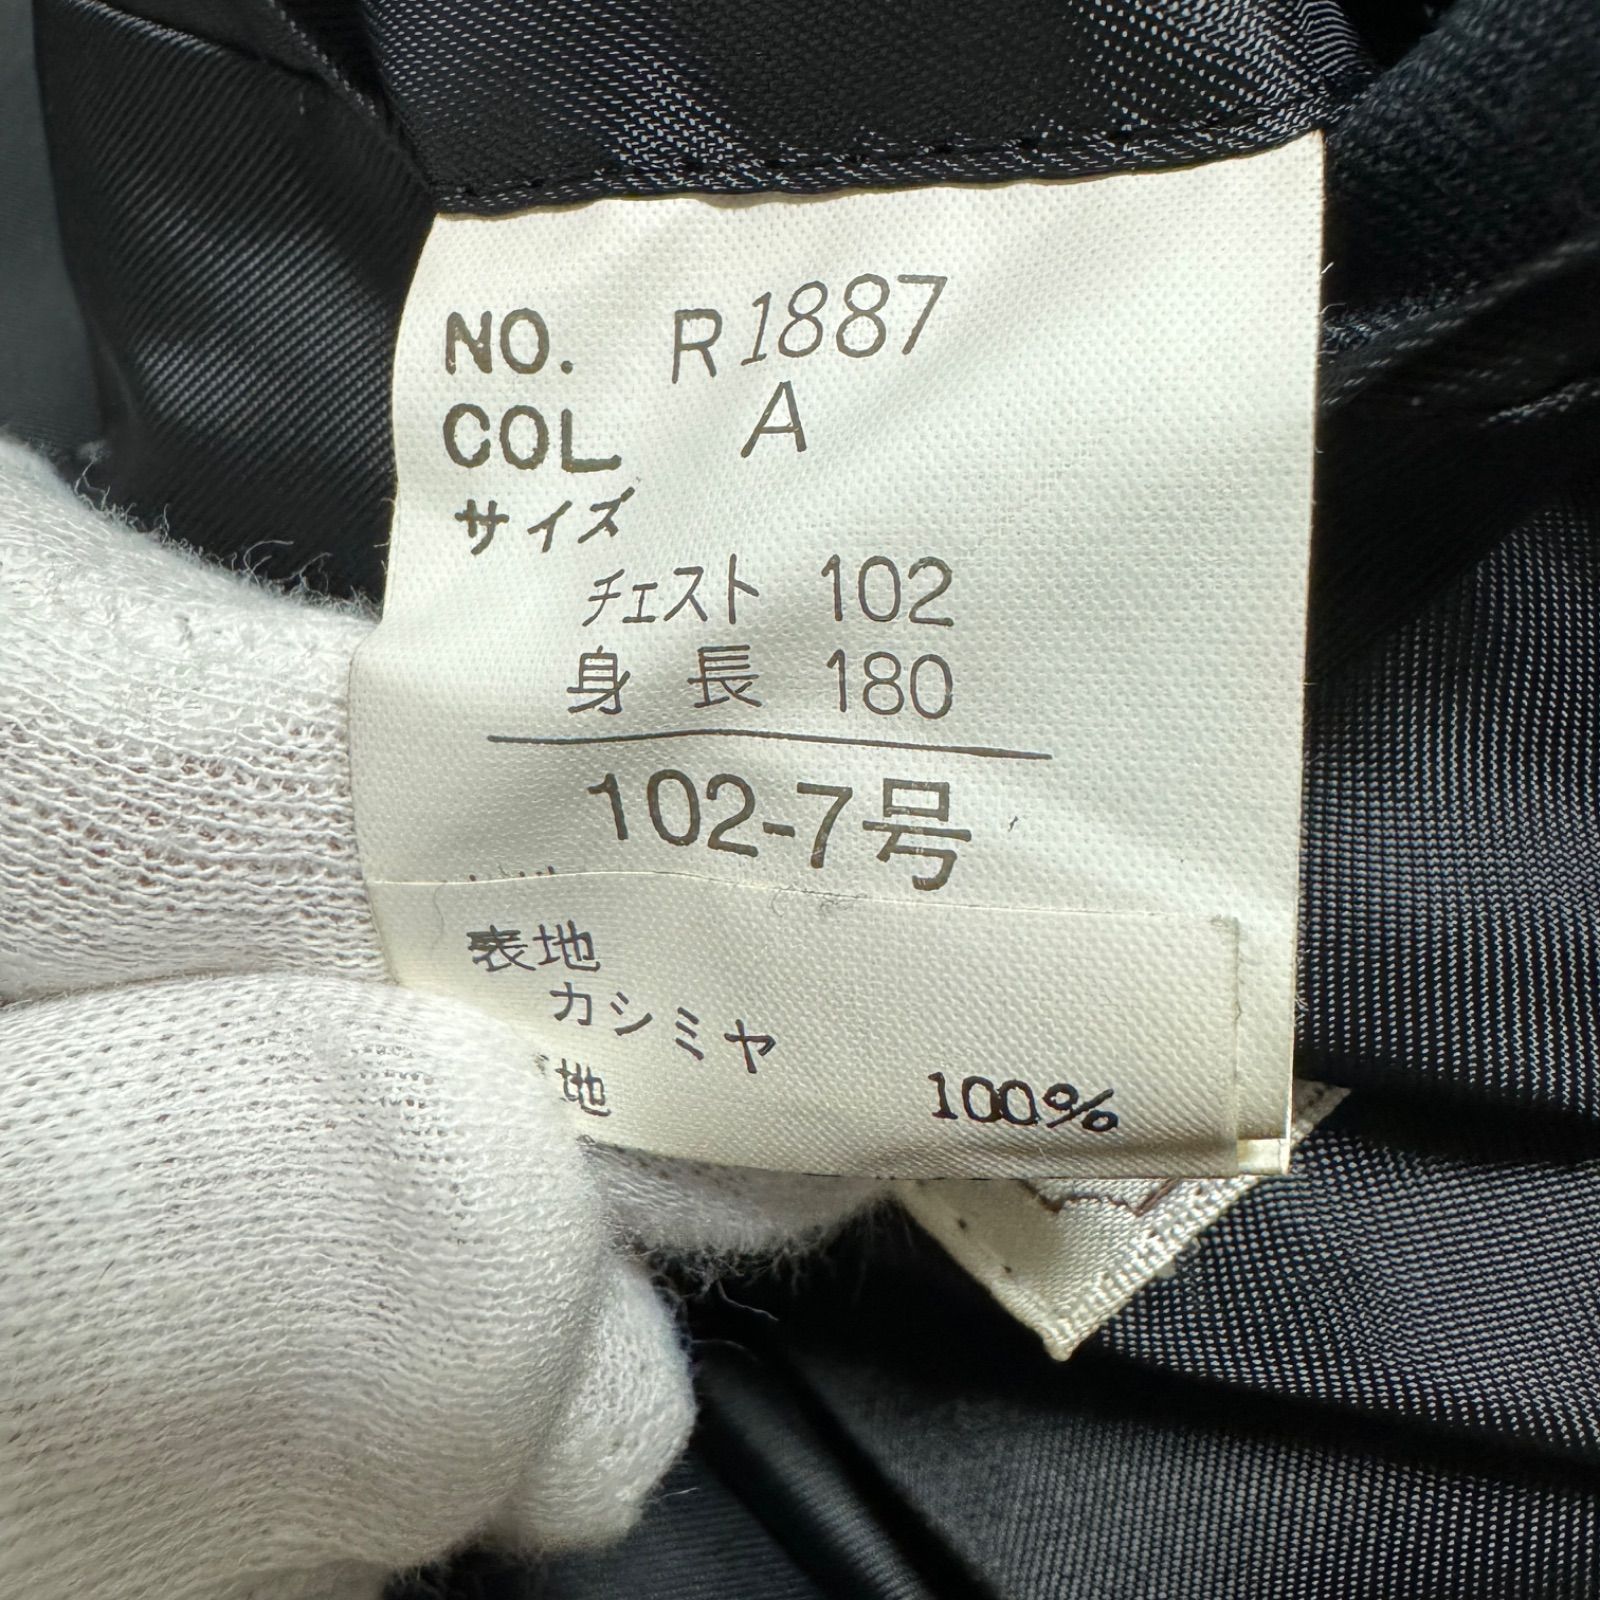 NO. R1887
COL A
サイズ
チェスト 102
身長 180
102-7号
表地
カシミヤ 100%
地